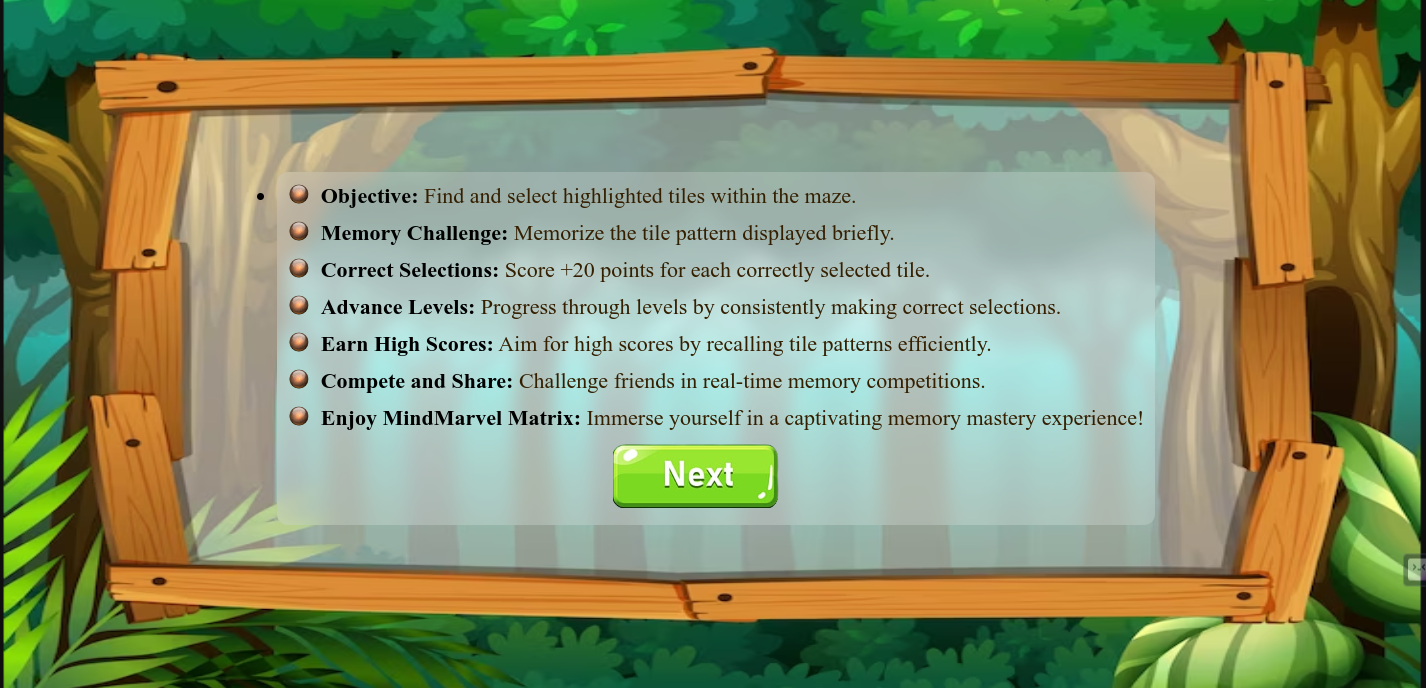 Objective: Find and select highlighted tiles within the maze.
Memory Challenge: Memorize the tile pattern displayed briefly.
Correct Selections: Score +20 points for each correctly selected tile.
Advance Levels: Progress through levels by consistently making correct selections.
Earn High Scores: Aim for high scores by recalling tile patterns efficiently.
Compete and Share: Challenge friends in real-time memory competitions.
Enjoy MindMarvel Matrix: Immerse yourself in a captivating memory mastery experience!
Next